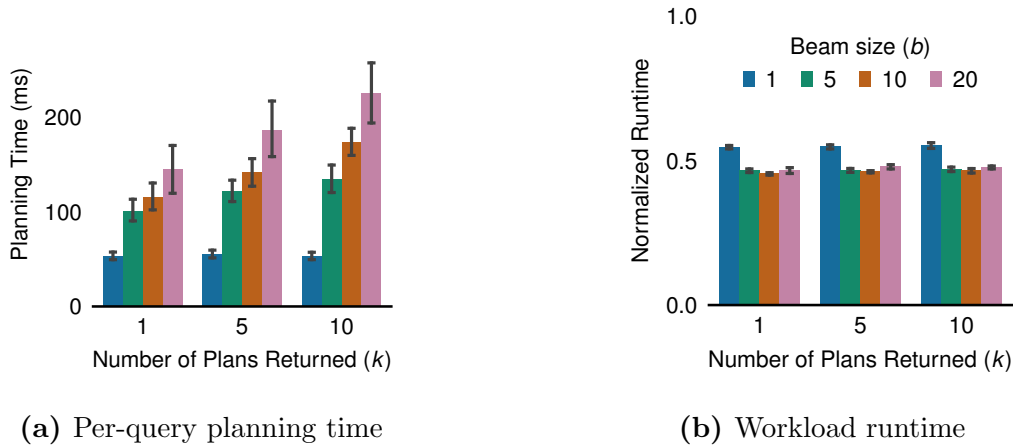 Planning Time (ms)
200
100
0
1 5 10
Number of Plans Returned (k)
(a) Per-query planning time
Normalized Runtime
1.0
0.5
0.0
Beam size (b)
1 5 10 20
1 5 10
Number of Plans Returned (k)
(b) Workload runtime